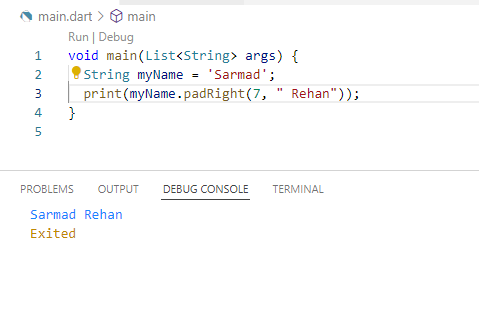 main.dart > main
Run | Debug
1 void main(List<String> args) {
2 String myName = 'Sarmad';
3 print(myName.padRight(7, " Rehan"));
4 }
5
PROBLEMS OUTPUT DEBUG CONSOLE TERMINAL
Sarmad Rehan
Exited